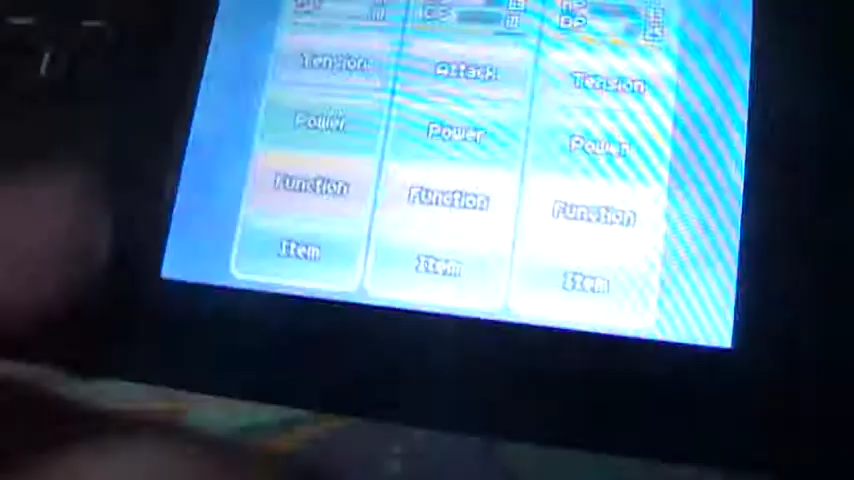 Tension Attack Tension
Power Power Power
Function Function Function
Item Item Item